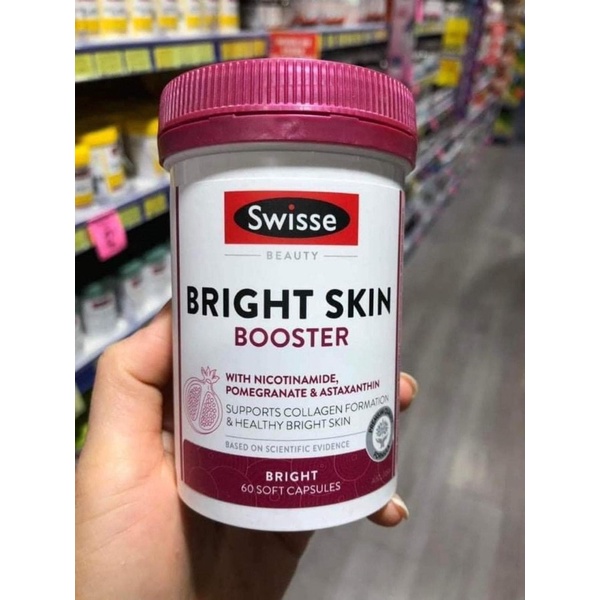 Swisse
BEAUTY
BRIGHT SKIN
BOOSTER
WITH NICOTINAMIDE,
POMEGRANATE & ASTAXANTHIN
SUPPORTS COLLAGEN FORMATION
& HEALTHY BRIGHT SKIN
BASED ON SCIENTIFIC EVIDENCE
BRIGHT
60 SOFT CAPSULES